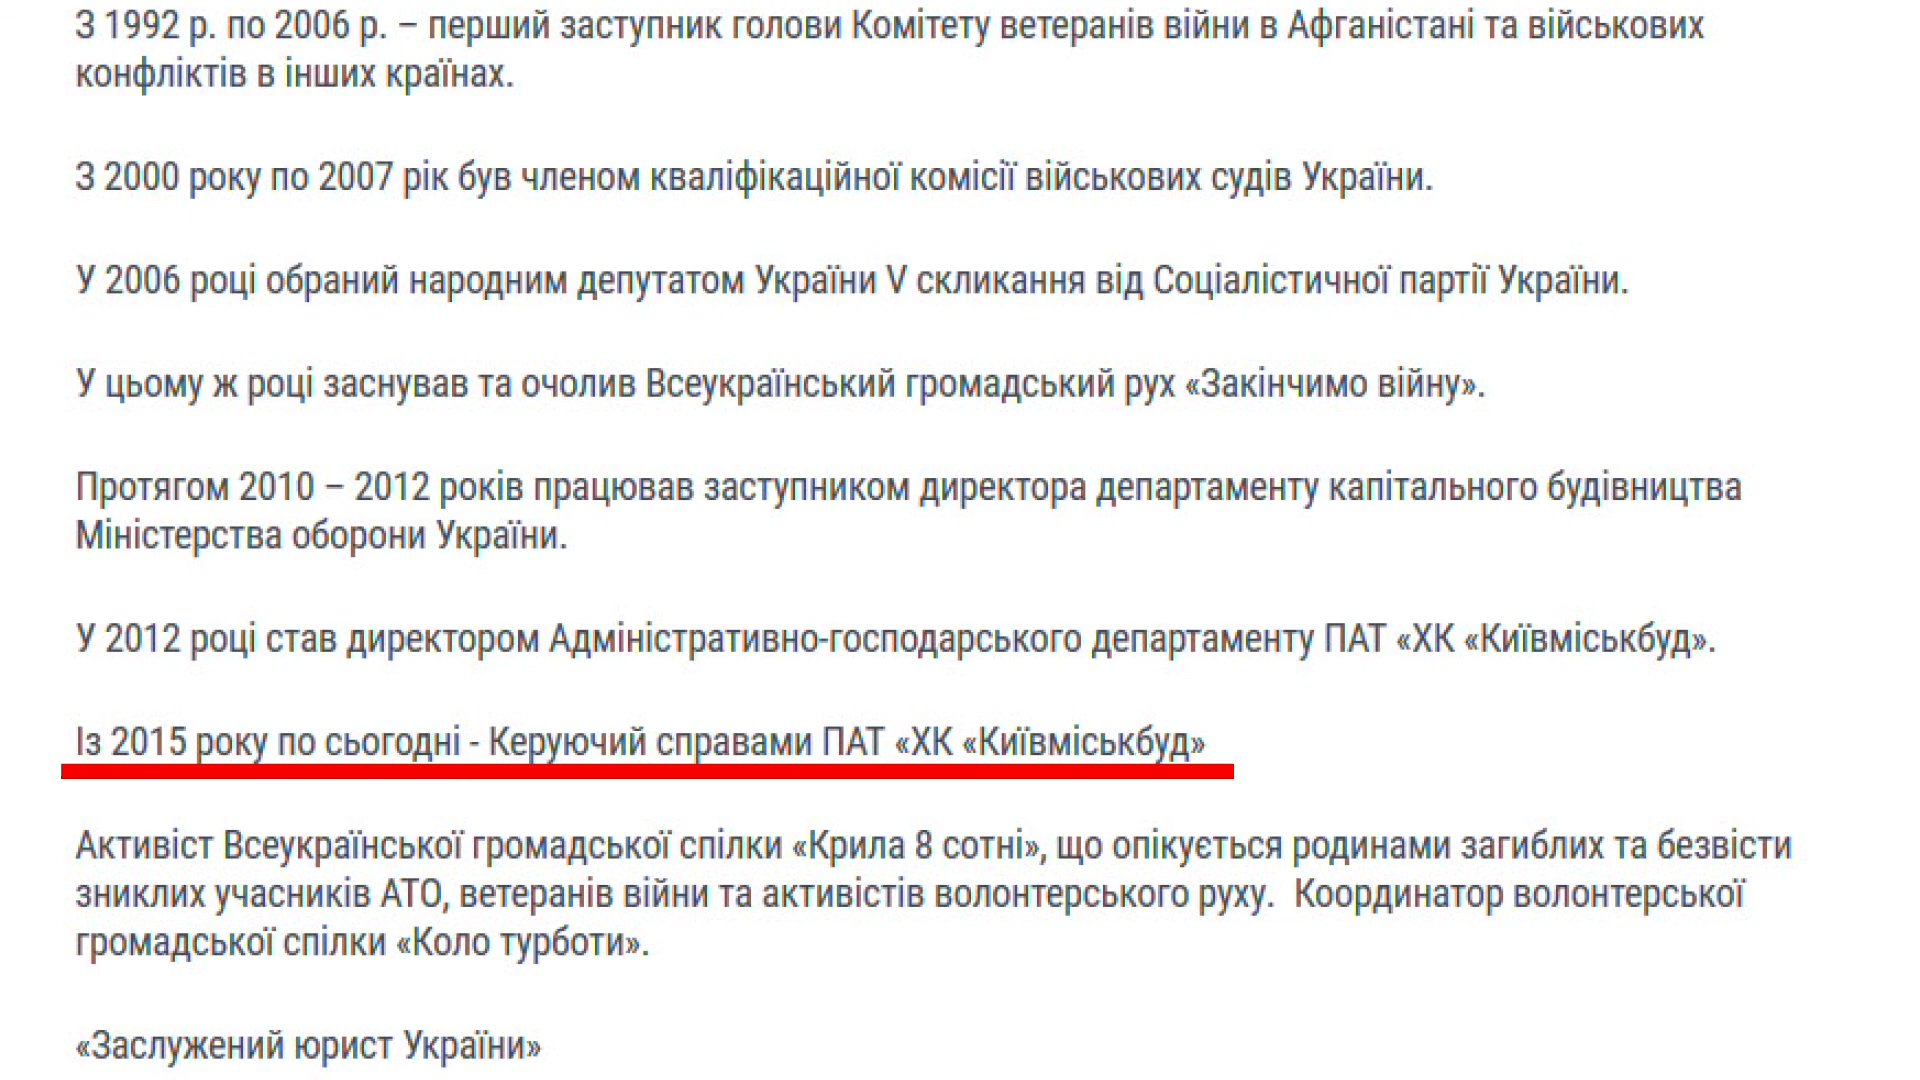 З 1992 р. по 2006 р. – перший заступник голови Комітету ветеранів війни в Афганістані та військових
конфліктів в інших країнах.
З 2000 року по 2007 рік був членом кваліфікаційної комісії військових судів України.
У 2006 році обраний народним депутатом України V скликання від Соціалістичної партії України.
У цьому ж році заснував та очолив Всеукраїнський громадський рух «Закінчимо війну».
Протягом 2010 – 2012 років працював заступником директора департаменту капітального будівництва
Міністерства оборони України.
У 2012 році став директором Адміністративно-господарського департаменту ПАТ «ХК «Київміськбуд».
Із 2015 року по сьогодні - Керуючий справами ПАТ «ХК «Київміськбуд»
Активіст Всеукраїнської громадської спілки «Крила 8 сотні», що опікується родинами загиблих та безвісти
зниклих учасників АТО, ветеранів війни та активістів волонтерського руху.  Координатор волонтерської
громадської спілки «Коло турботи».
«Заслужений юрист України»